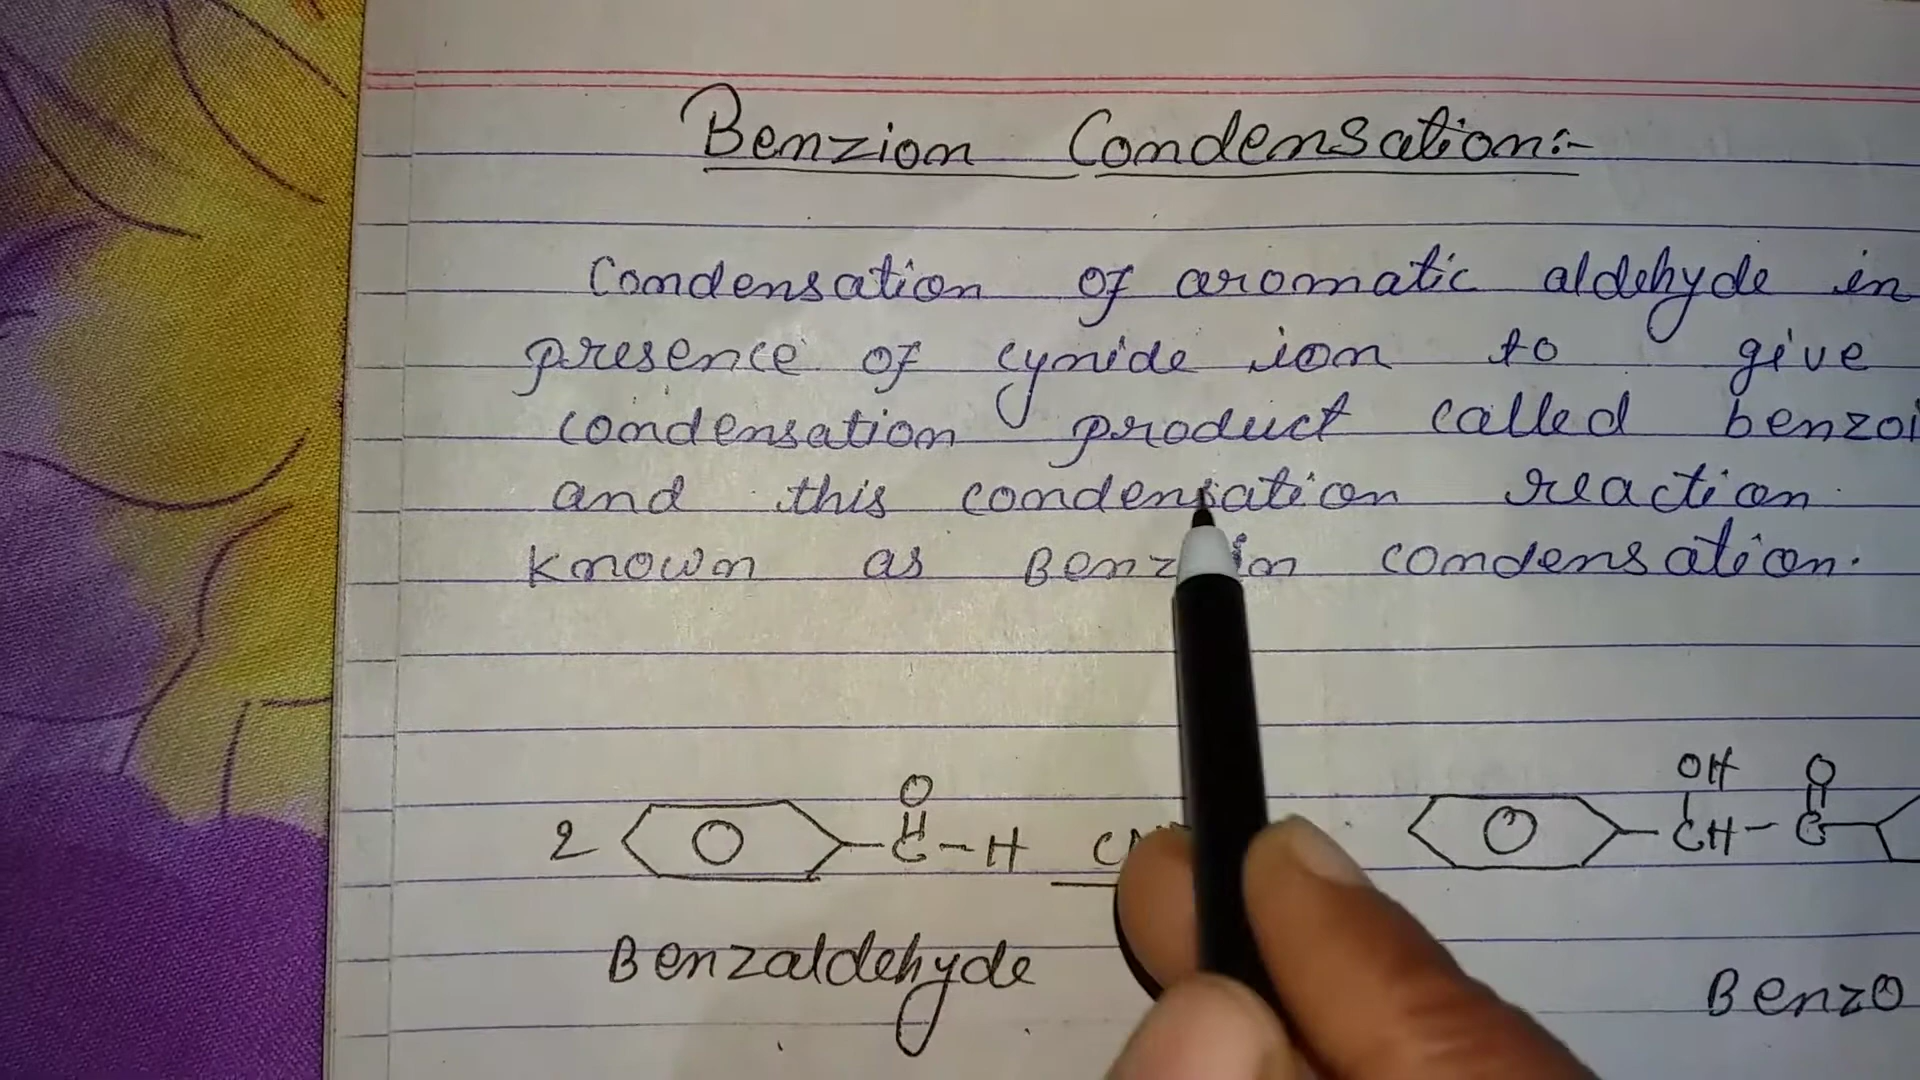 Benzion Condensation:-
Condensation of aromatic aldehyde in
presence of cynide ion to give
condensation product called benzoi
and this condensation reaction
known as condensation.
OH O
O
2 C-H CH-C
Benzaldehyde
Benzo